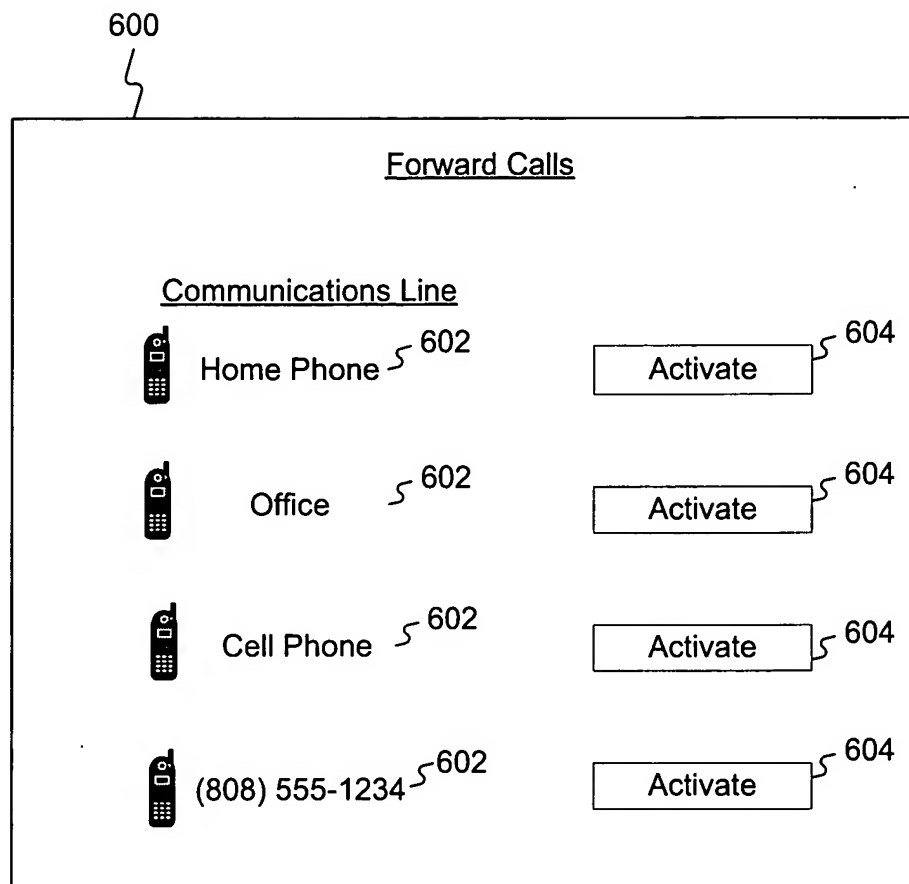 600
Forward Calls
Communications Line
Home Phone 602 Activate 604
Office 602 Activate 604
Cell Phone 602 Activate 604
(808) 555-1234 602 Activate 604